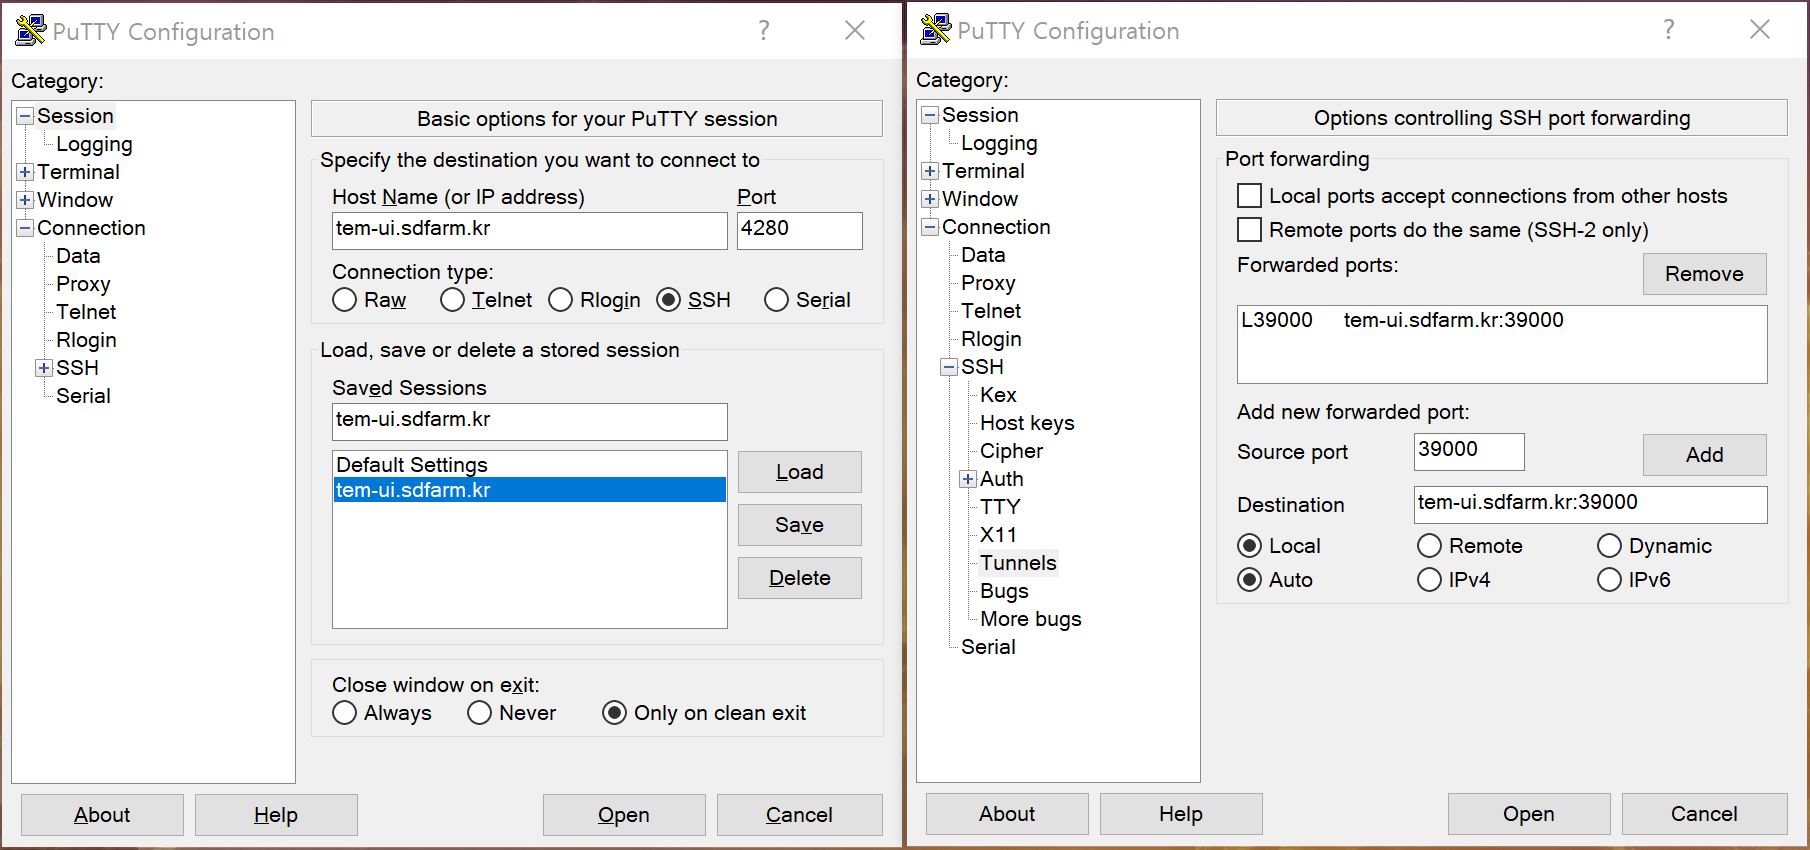 PuTTY Configuration
Category:
Session
Logging
Terminal
Window
Connection
Data
Proxy
Telnet
Rlogin
SSH
Serial
Basic options for your PuTTY session
Specify the destination you want to connect to
Host Name (or IP address) Port
tem-ui.sdfarm.kr 4280
Connection type:
Raw Telnet Rlogin SSH Serial
Load, save or delete a stored session
Saved Sessions
tem-ui.sdfarm.kr
Default Settings
tem-ui.sdfarm.kr
Load
Save
Delete
Close window on exit:
Always Never Only on clean exit
About Help Open Cancel
PuTTY Configuration
Category:
Session
Logging
Terminal
Window
Connection
Data
Proxy
Telnet
Rlogin
SSH
Kex
Host keys
Cipher
Auth
TTY
X11
Tunnels
Bugs
More bugs
Serial
Options controlling SSH port forwarding
Port forwarding
Local ports accept connections from other hosts
Remote ports do the same (SSH-2 only)
Forwarded ports: Remove
L39000 tem-ui.sdfarm.kr:39000
Add new forwarded port:
Source port 39000 Add
Destination tem-ui.sdfarm.kr:39000
Local Remote Dynamic
Auto IPv4 IPv6
About Help Open Cancel